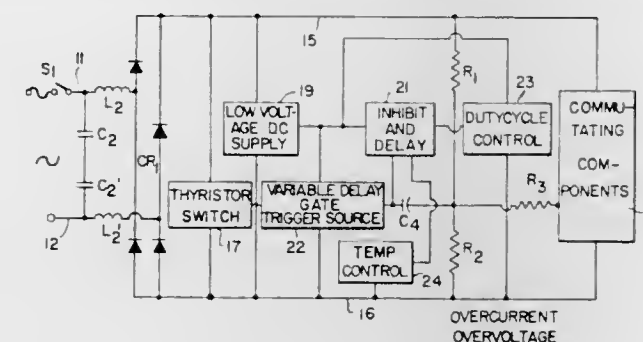 S1
11
L2
C2
C2'
L2'
12
CR1
15
19
LOW VOLT-
AGE DC
SUPPLY
THYRISTOR
SWITCH
17
VARIABLE DELAY
GATE
TRIGGER SOURCE
22
21
INHIBIT
AND
DELAY
C4
TEMP
CONTROL
24
16
R1
R2
23
DUTYCYCLE
CONTROL
R3
COMMU
TATING
COM-
PONENTS
OVERCURRENT
OVERVOLTAGE